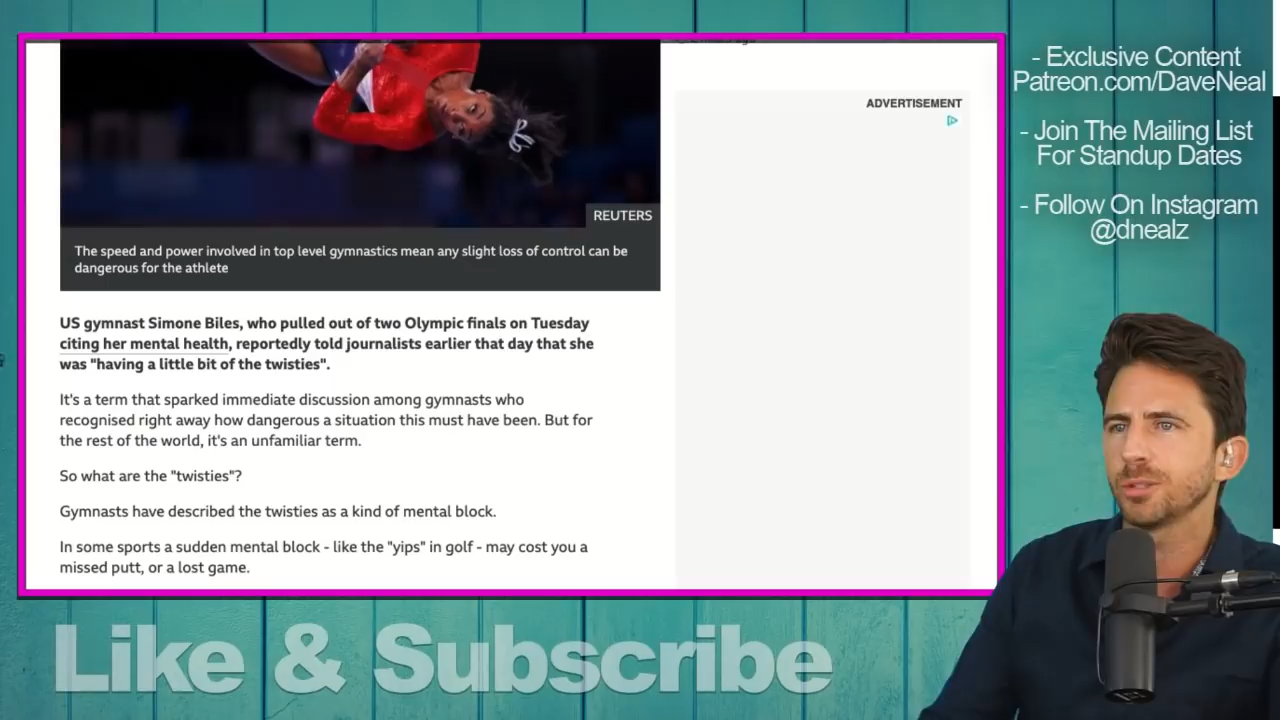 REUTERS
The speed and power involved in top level gymnastics mean any slight loss of control can be
dangerous for the athlete
US gymnast Simone Biles, who pulled out of two Olympic finals on Tuesday
citing her mental health, reportedly told journalists earlier that day that she
was "having a little bit of the twisties".
It's a term that sparked immediate discussion among gymnasts who
recognised right away how dangerous a situation this must have been. But for
the rest of the world, it's an unfamiliar term.
So what are the "twisties"?
Gymnasts have described the twisties as a kind of mental block.
In some sports a sudden mental block - like the "yips" in golf - may cost you a
missed putt, or a lost game.
ADVERTISEMENT
- Exclusive Content
Patreon.com/DaveNeal
- Join The Mailing List
For Standup Dates
- Follow On Instagram
@dnealz
Like & Subscribe